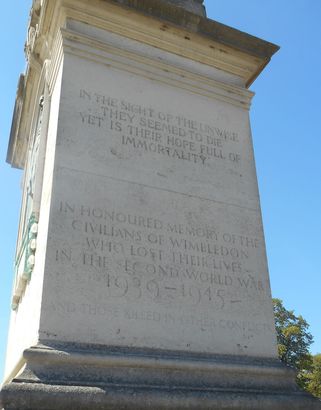 IN THE SIGHT OF THE UNWISE
THEY SEEMED TO DIE
YET IS THEIR HOPE FULL OF
IMMORTALITY
IN HONOURED MEMORY OF THE
CIVILIANS OF WIMBLEDON
WHO LOST THEIR LIVES
IN THE SECOND WORLD WAR
1939-1945
AND THOSE KILLED IN OTHER CONFLICTS